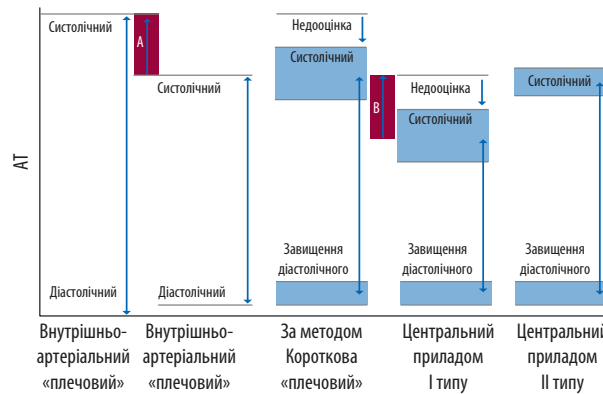 АТ
Систолічний
A
Систолічний
Діастолічний
Діастолічний
Недооцінка
Систолічний
Завищення
діастолічного
B
Недооцінка
Систолічний
Завищення
діастолічного
Систолічний
Завищення
діастолічного
Внутрішньо-
артеріальний
«плечовий»
Внутрішньо-
артеріальний
«плечовий»
За методом
Короткова
«плечовий»
Центральний
приладом
І типу
Центральний
приладом
ІІ типу